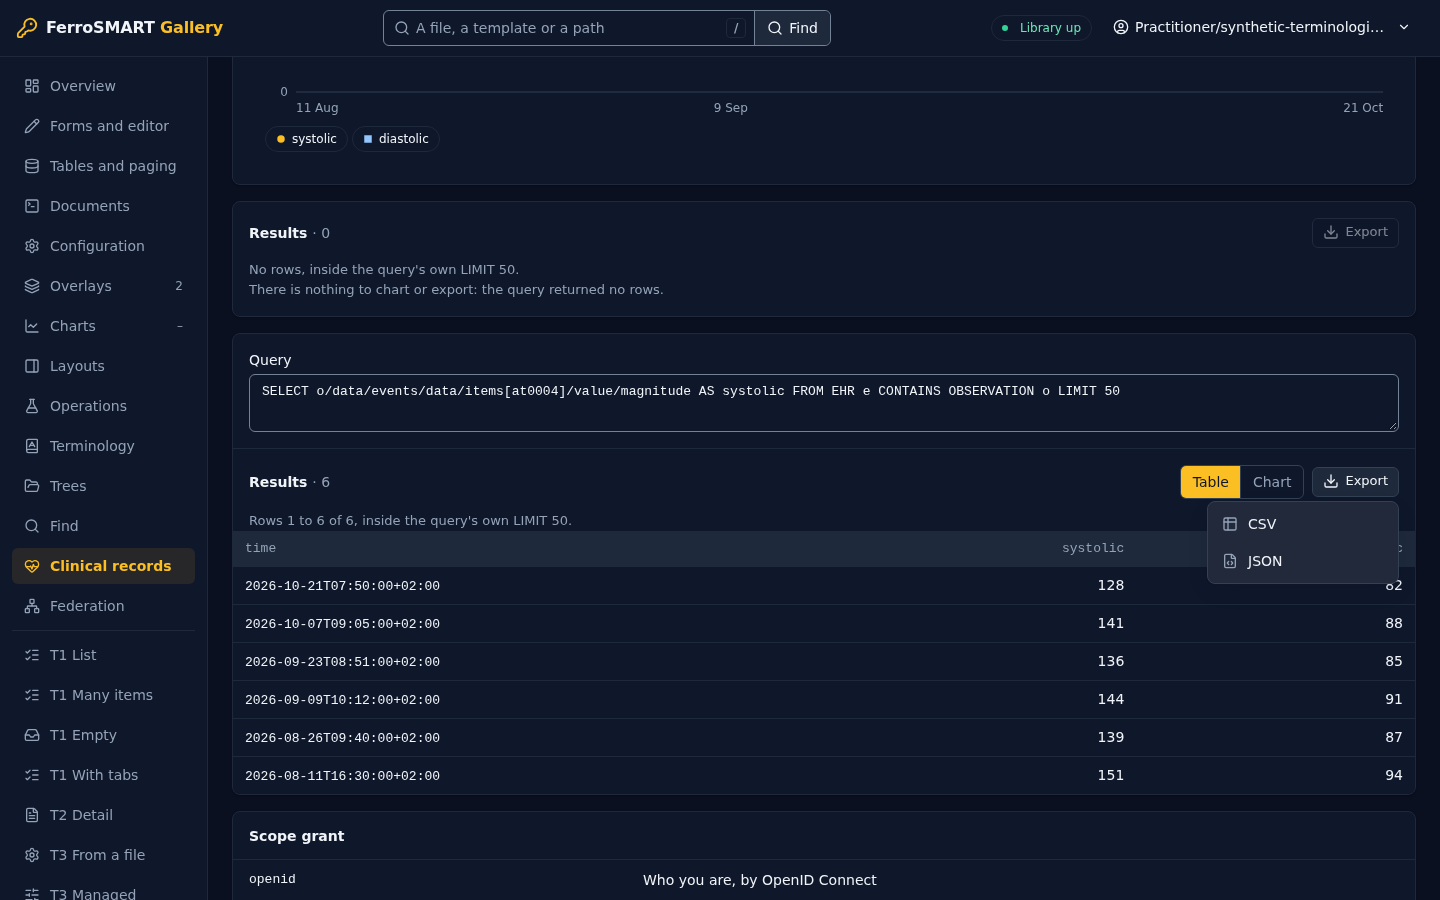 FerroSMART Gallery
A file, a template or a path
/
Find
Library up
Practitioner/synthetic-terminologi...
Overview
Forms and editor
Tables and paging
Documents
Configuration
Overlays 2
Charts –
Layouts
Operations
Terminology
Trees
Find
Clinical records
Federation
T1 List
T1 Many items
T1 Empty
T1 With tabs
T2 Detail
T3 From a file
T3 Managed
0
11 Aug 9 Sep 21 Oct
systolic diastolic
Results · 0
Export
No rows, inside the query's own LIMIT 50.
There is nothing to chart or export: the query returned no rows.
Query
SELECT o/data/events/data/items[at0004]/value/magnitude AS systolic FROM EHR e CONTAINS OBSERVATION o LIMIT 50
Results · 6
Table Chart Export
CSV
JSON
Rows 1 to 6 of 6, inside the query's own LIMIT 50.
time systolic c
2026-10-21T07:50:00+02:00 128 82
2026-10-07T09:05:00+02:00 141 88
2026-09-23T08:51:00+02:00 136 85
2026-09-09T10:12:00+02:00 144 91
2026-08-26T09:40:00+02:00 139 87
2026-08-11T16:30:00+02:00 151 94
Scope grant
openid Who you are, by OpenID Connect